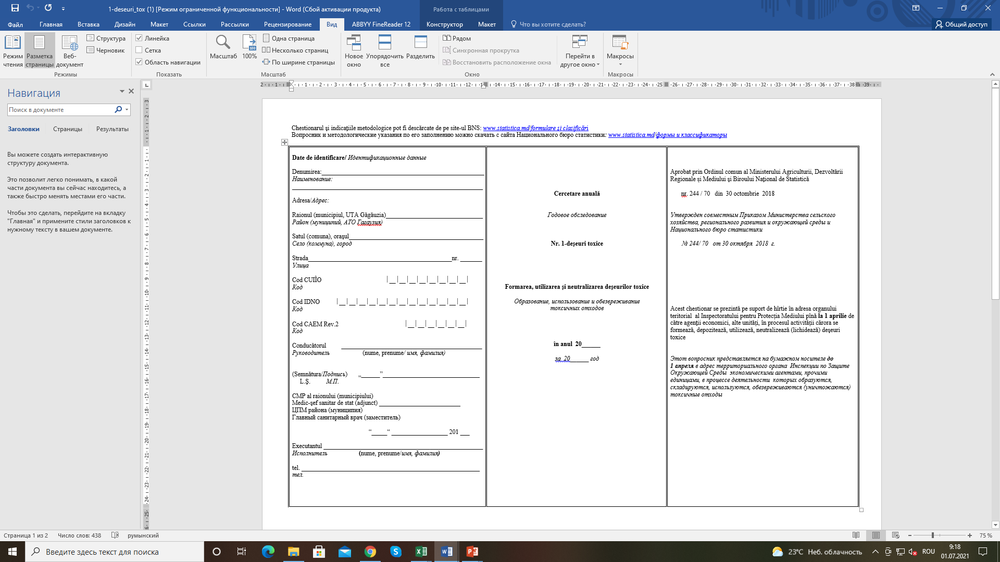 1-deseuri_tox (1) [Режим ограниченной функциональности] - Word (Сбой активации продукта)
Работа с таблицами
Файл Главная Вставка Дизайн Макет Ссылки Рассылки Рецензирование Вид ABBYY FineReader 12 Конструктор Макет Что вы хотите сделать? Общий доступ
Режим чтения
Разметка страницы
Веб-документ
Структура
Черновик
Режимы
Линейка
Сетка
Область навигации
Показать
Масштаб
100%
Одна страница
Несколько страниц
По ширине страницы
Масштаб
Новое окно
Упорядочить все
Разделить
Рядом
Синхронная прокрутка
Восстановить расположение окна
Окно
Перейти в другое окно
Макросы
Макросы
Навигация
Поиск в документе
Заголовки Страницы Результаты
Вы можете создать интерактивную
структуру документа.
Это позволит легко понимать, в какой
части документа вы сейчас находитесь, а
также быстро менять местами его части.
Чтобы это сделать, перейдите на вкладку
"Главная" и примените стили заголовков к
нужному тексту в вашем документе.
Chestionarul şi indicaţiile metodologice pot fi descărcate de pe site-ul BNS: www.statistica.md/formulare şi clasificări
Вопросник и методологические указания по его заполнению можно скачать с сайта Национального бюро статистики: www.statistica.md/формы и классификаторы
Date de identificare/ Идентификационные данные
Denumirea:____
Наименование:
Adresa/Адрес:
Raionul (municipiul, UTA Găgăuzia)____
Район (муниципий, АТО Гагаузия)
Satul (comuna), oraşul____
Село (коммуна), город
Strada____nr. ____
Улица
Cod CUIÎO |__|__|__|__|__|__|__|__|
Код
Cod IDNO |__|__|__|__|__|__|__|__|__|__|__|__|__|
Код
Cod CAEM Rev.2 |__|__|__|__|__|__|
Код
Conducătorul ____
Руководитель (nume, prenume/ имя, фамилия)
(Semnătura/Подпись) „____”____
L.Ş. М.П.
CMP al raionului (municipiului)
Medic-şef sanitar de stat (adjunct) ____
ЦПМ района (муниципия)
Главный санитарный врач (заместитель)
“____“ ____ 201 ___
Executantul ____
Исполнитель (nume, prenume/имя, фамилия)
tel. ____
тел.
Cercetare anuală
Годовое обследование
Nr. 1-deşeuri toxice
Formarea, utilizarea şi neutralizarea deşeurilor toxice
Образование, использование и обезвреживание
токсичных отходов
în anul 20______
за 20______ год
Aprobat prin Ordinul comun al Ministerului Agriculturii, Dezvoltării
Regionale și Mediului şi Biroului Naţional de Statistică
nr. 244 / 70 din 30 octombrie 2018
Утвержден совместным Приказом Министерства сельского
хозяйства, регионального развития и окружающей среды и
Национального бюро статистики
№ 244/ 70 от 30 октября 2018 г.
Acest chestionar se prezintă pe suport de hîrtie în adresa organului
teritorial al Inspectoratului pentru Protecția Mediului pînă la 1 aprilie de
către agenţii economici, alte unităţi, în procesul activităţii cărora se
formează, depozitează, utilizează, neutralizează (lichidează) deşeuri
toxice
Этот вопросник представляется на бумажном носителе до
1 апреля в адрес территориального органа Инспекции по Защите
Окружающей Среды экономическими агентами, прочими
единицами, в процессе деятельности которых образуются,
складируются, используются, обезвреживаются (уничтожаются)
токсичные отходы
Страница 1 из 2 Число слов: 438 румынский 75 %
Введите здесь текст для поиска
23°C Неб. облачность ROU 9:18
01.07.2021